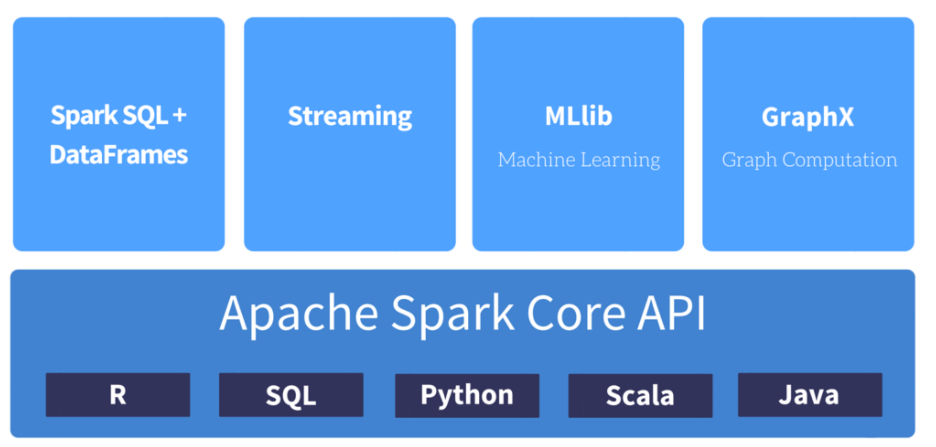 Spark SQL +
DataFrames
Streaming
MLlib
Machine Learning
GraphX
Graph Computation
Apache Spark Core API
R
SQL
Python
Scala
Java